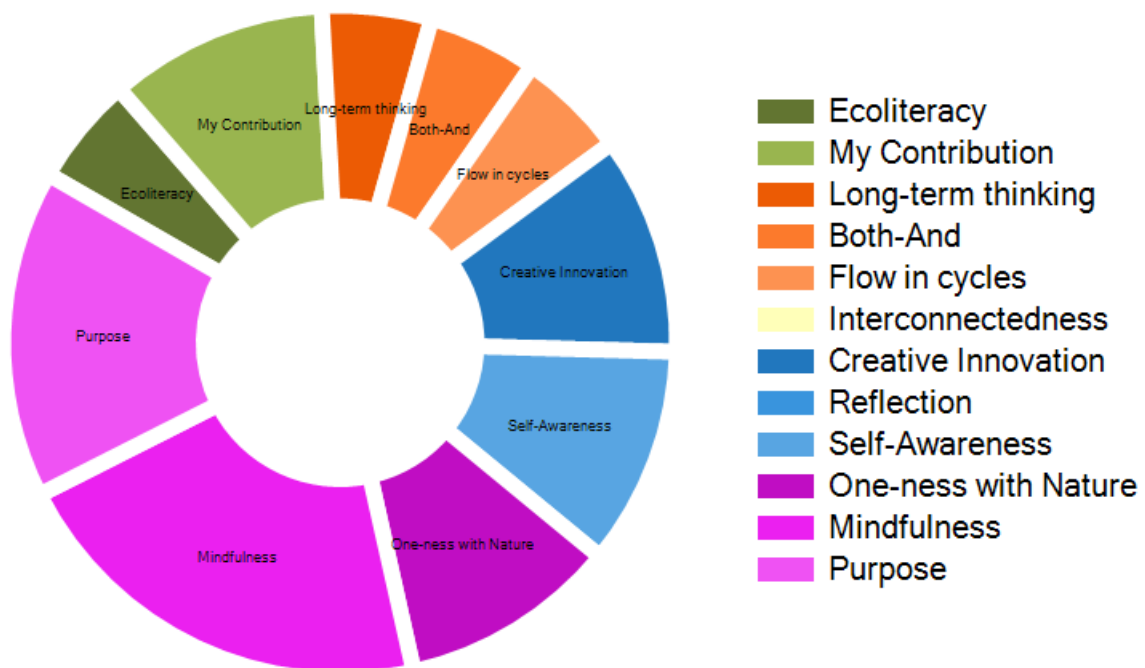 Long-term thinking
My Contribution
Both-And
Flow in cycles
Ecoliteracy
Creative Innovation
Purpose
Self-Awareness
One-ness with Nature
Mindfulness
Ecoliteracy
My Contribution
Long-term thinking
Both-And
Flow in cycles
Interconnectedness
Creative Innovation
Reflection
Self-Awareness
One-ness with Nature
Mindfulness
Purpose